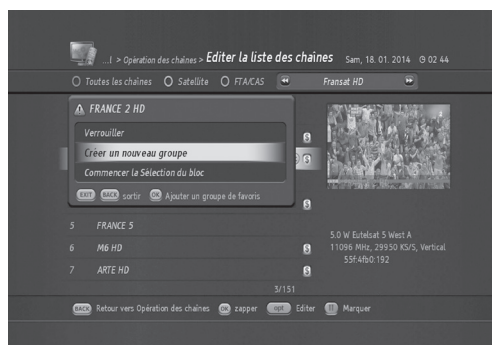 ...l > Opération des chaînes > Editer la liste des chaînes Sam, 18. 01. 2014 02 44
Toutes les chaînes Satellite FTA/CAS Fransat HD
FRANCE 2 HD
Verrouiller
Créer un nouveau groupe
Commencer la Sélection du bloc
EXIT BACK sortir OK Ajouter un groupe de favoris
5 FRANCE 5
6 M6 HD
7 ARTE HD
3/151
5.0 W Eutelsat 5 West A
11096 MHz, 29950 KS/S, Vertical
55f:4fb0:192
BACK Retour vers Opération des chaînes OK zapper opt Editer Marquer